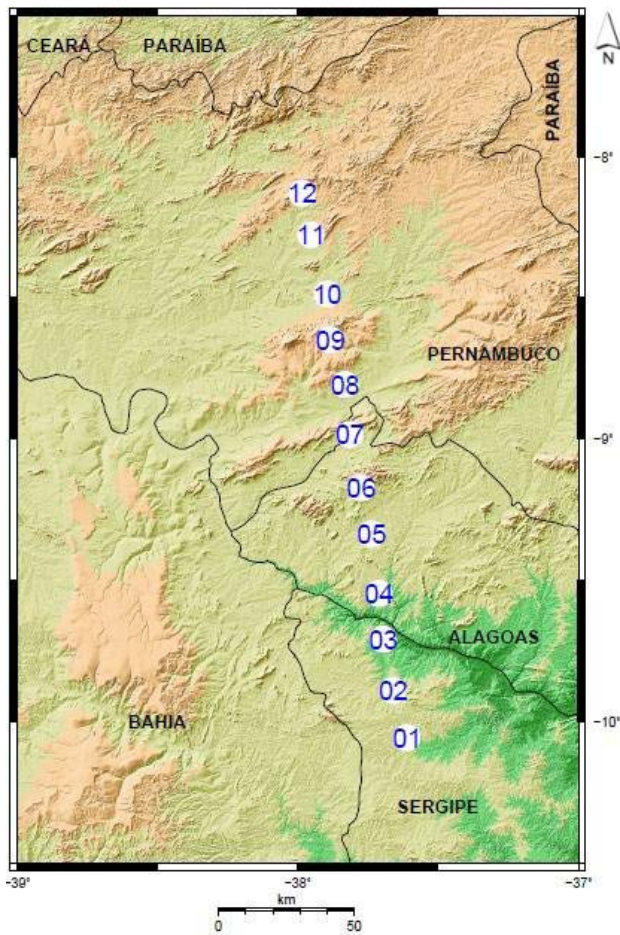 CEARÁ PARAÍBA
N
PARAÍBA
-8°
12
11
10
09
PERNAMBUCO
08
07
-9°
06
05
04
03
ALAGOAS
02
BAHIA
01
-10°
SERGIPE
-39°
-38°
-37°
km
0 50